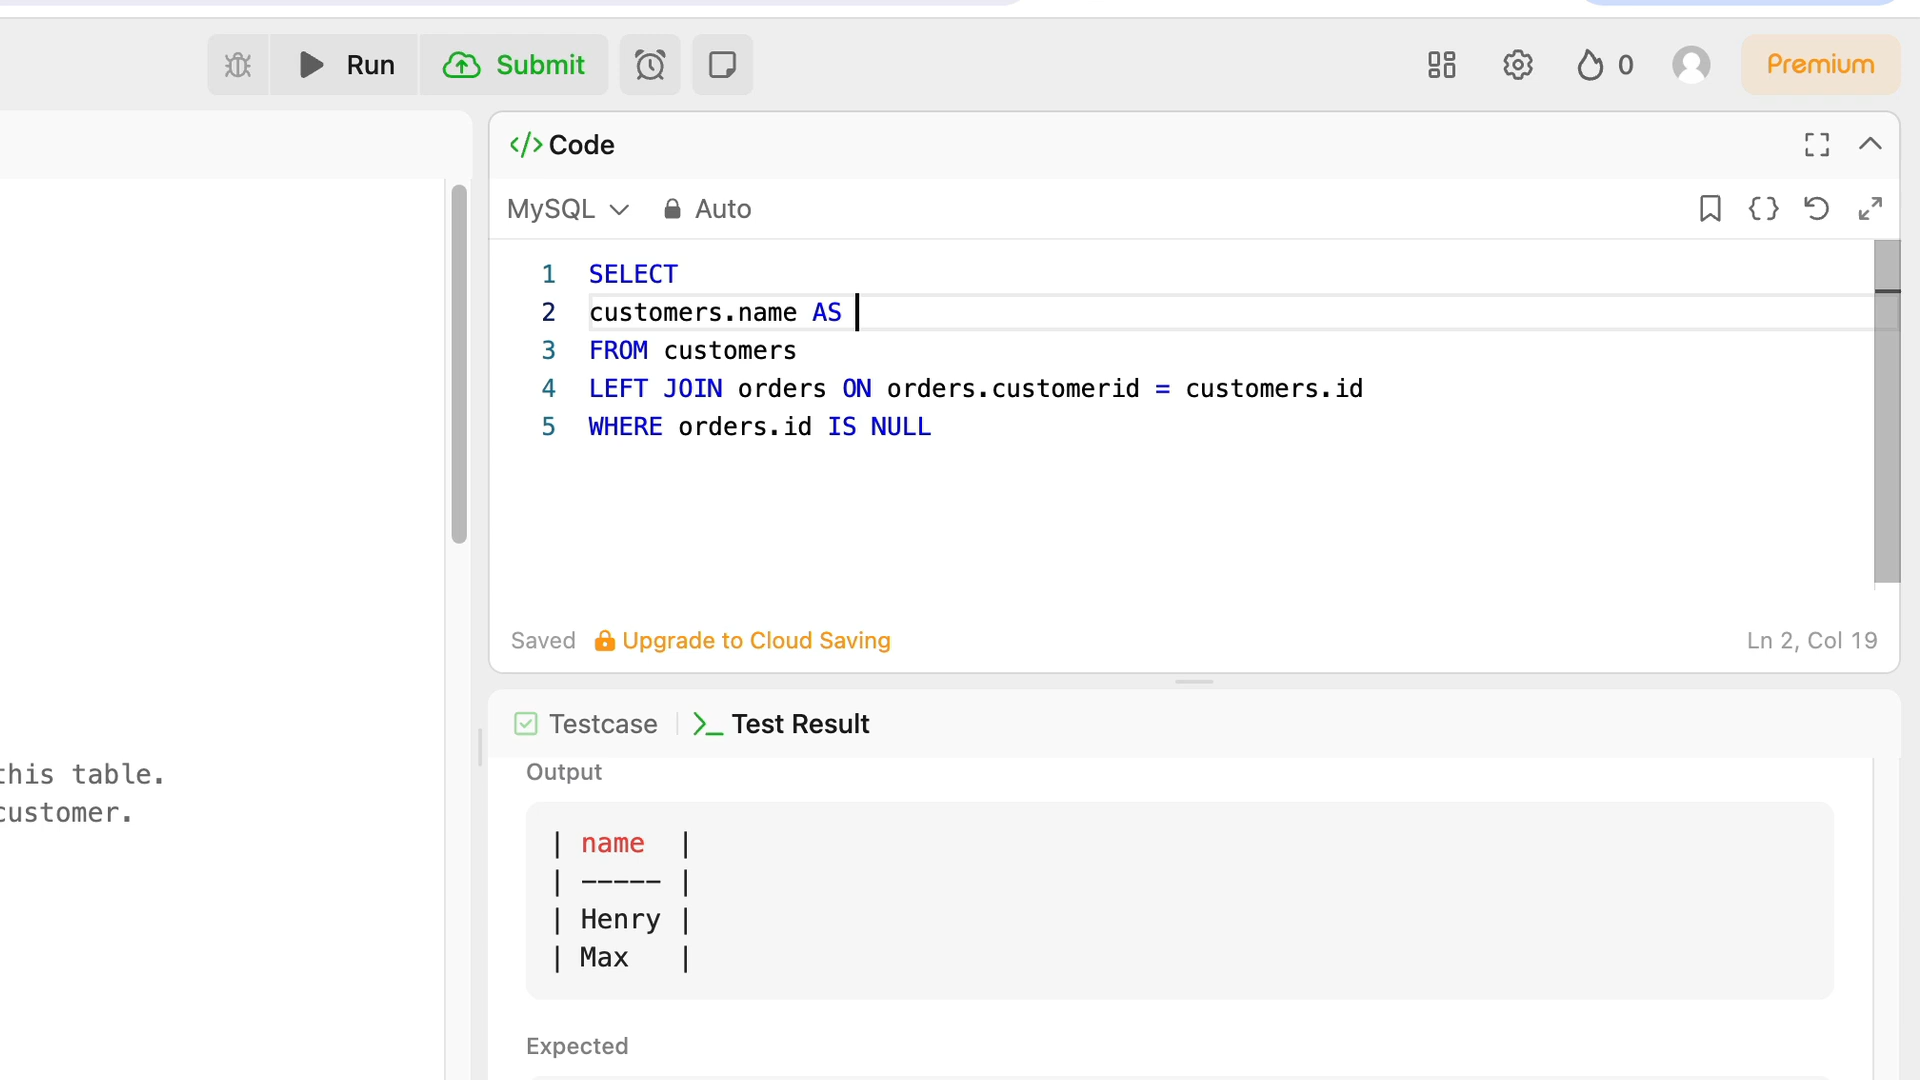 Run
Submit
0
Premium
</> Code
MySQL
Auto
1 SELECT
2 customers.name AS
3 FROM customers
4 LEFT JOIN orders ON orders.customerid = customers.id
5 WHERE orders.id IS NULL
Saved
Upgrade to Cloud Saving
Ln 2, Col 19
this table.
customer.
Testcase
>_ Test Result
Output
| name |
| ----- |
| Henry |
| Max |
Expected